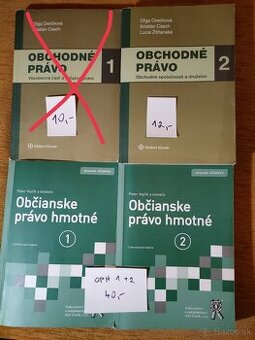 Oľga Ovečková
Kristián Csach
OBCHODNÉ
PRÁVO 1
10,-
Wolters Kluwer
Oľga Ovečková
Kristián Csach
Lucia Žitňanská
OBCHODNÉ
PRÁVO 2
Obchodné spoločnosti a družstvo
12,-
Wolters Kluwer
Peter Vojčík a kolektív
Občianske
právo hmotné
1
Peter Vojčík a kolektív
Občianske
právo hmotné
2
OPH 1+2
40,-
bazos.sk